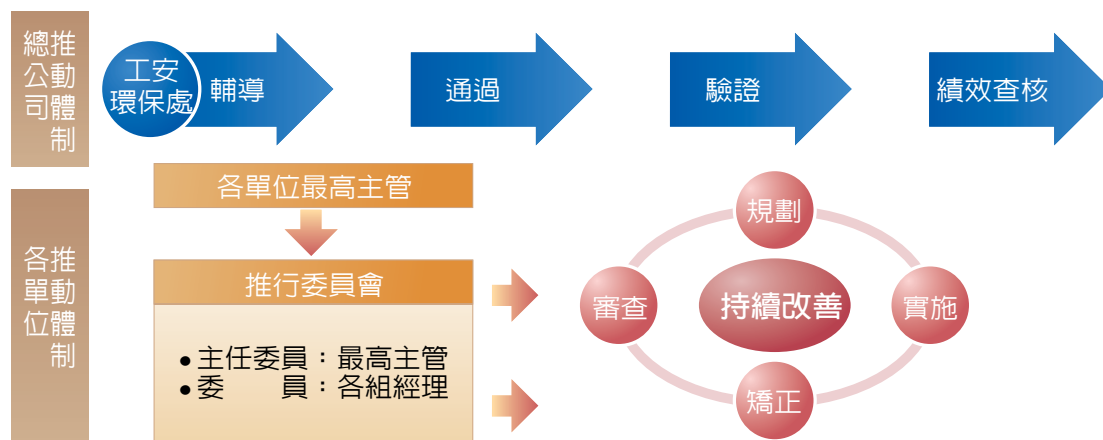 總公司
推動體制
工安
環保處
輔導
通過
驗證
績效查核
各單位
推動體制
各單位最高主管
推行委員會
•主任委員：最高主管
•委　　員：各組經理
規劃
審查
持續改善
實施
矯正